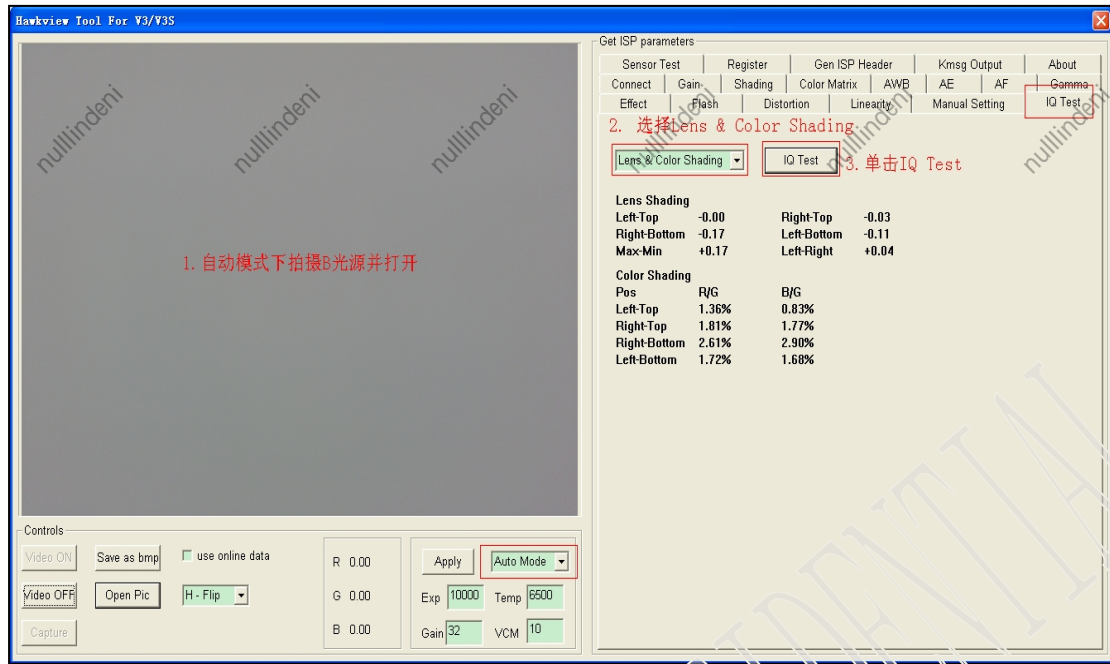 Hawkview Tool For V3/V3S
Get ISP parameters
Sensor Test Register Gen ISP Header Kmsg Output About
Connect Gain Shading Color Matrix AWB AE AF Gamma
Effect Flash Distortion Linearity Manual Setting IQ Test
2. 选择Lens & Color Shading
Lens & Color Shading IQ Test 3. 单击IQ Test
Lens Shading
Left-Top -0.00 Right-Top -0.03
Right-Bottom -0.17 Left-Bottom -0.11
Max-Min +0.17 Left-Right +0.04
Color Shading
Pos R/G B/G
Left-Top 1.36% 0.83%
Right-Top 1.81% 1.77%
Right-Bottom 2.61% 2.90%
Left-Bottom 1.72% 1.68%
1. 自动模式下拍摄B光源并打开
nulllindeni nulllindeni nulllindeni nulllindeni nulllindeni nulllindeni
Controls
Video ON Save as bmp use online data R 0.00 Apply Auto Mode
Video OFF Open Pic H - Flip G 0.00 Exp 10000 Temp 6500
Capture B 0.00 Gain 32 VCM 10